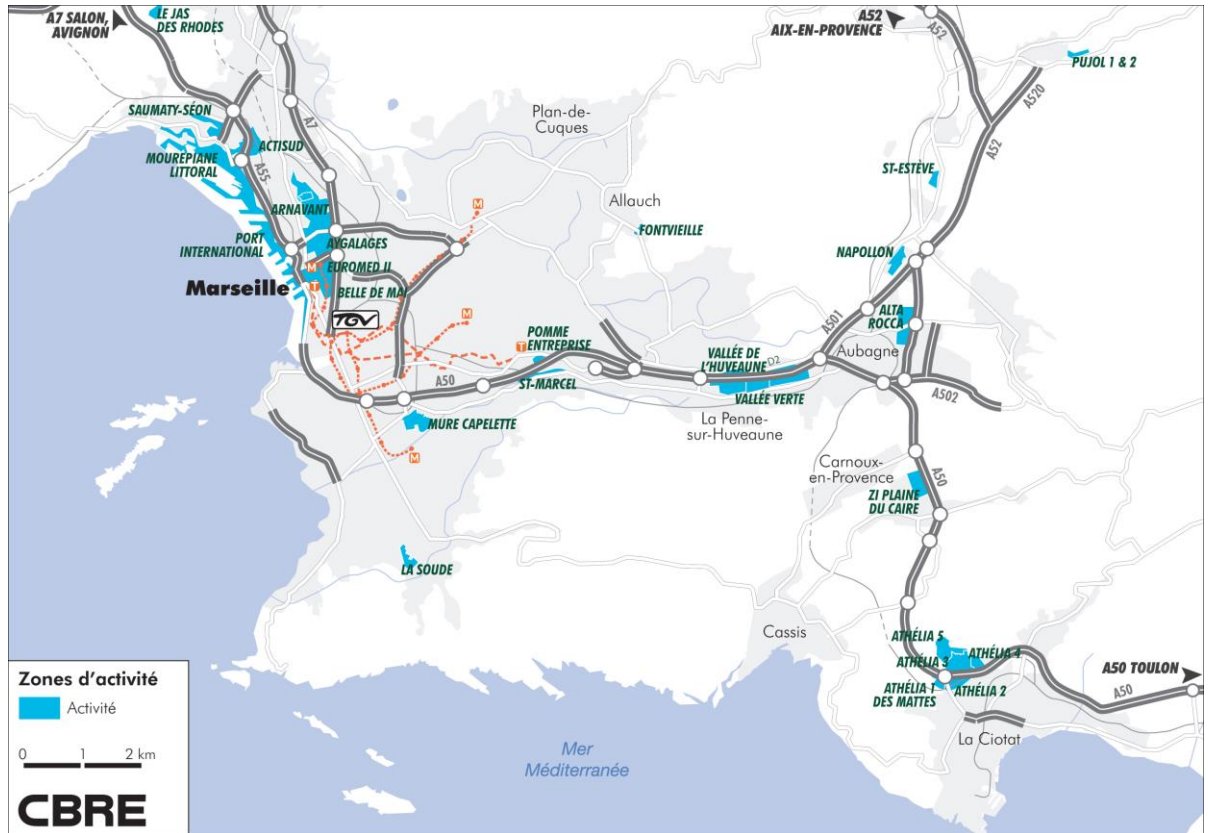 A7 SALON,
AVIGNON
LE JAS
DES RHODES
A52
AIX-EN-PROVENCE
A52
PUJOL 1 & 2
A520
SAUMATY-SÉON
A7
Plan-de-
Cuques
A52
ACTISUD
MOUREPIANE
LITTORAL
A55
ST-ESTÈVE
ARNAVANT
M
Allauch
FONTVIEILLE
PORT
INTERNATIONAL
AYGALAGES
NAPOLLON
M
EUROMED II
Marseille
T
BELLE DE MAI
TGV
M
POMME
ENTREPRISE
T
A501
ALTA
ROCCA
VALLÉE DE
L'HUVEAUNE
D2
Aubagne
A50
ST-MARCEL
VALLÉE VERTE
A502
MURE CAPELETTE
La Penne-
sur-Huveaune
M
Carnoux-
en-Provence
A50
ZI PLAINE
DU CAIRE
LA SOUDE
Cassis
ATHÉLIA 5
ATHÉLIA 3
ATHÉLIA 4
A50 TOULON
ATHÉLIA 1
DES MATTES
ATHÉLIA 2
A50
La Ciotat
Mer
Méditerranée
Zones d'activité
Activité
0 1 2 km
CBRE